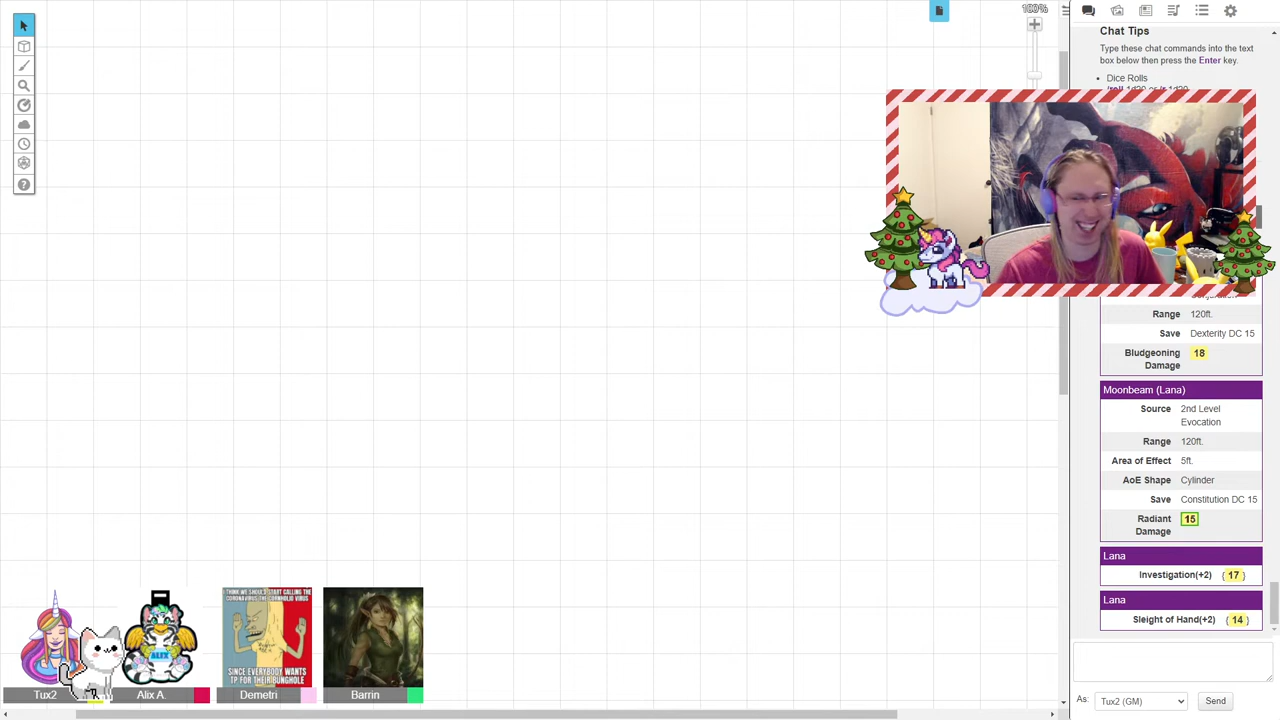 100%
Chat Tips
Type these chat commands into the text
box below then press the Enter key.
Dice Rolls
Range 120ft.
Save Dexterity DC 15
Bludgeoning Damage 18
Moonbeam (Lana)
Source 2nd Level Evocation
Range 120ft.
Area of Effect 5ft.
AoE Shape Cylinder
Save Constitution DC 15
Radiant Damage 15
Lana
Investigation(+2) (17)
Lana
Sleight of Hand(+2) (14)
I THINK WE SHOULD START CALLING THE
CORONAVIRUS THE CORNHOLIO VIRUS
SINCE EVERYBODY WANTS
TP FOR THEIR BUNGHOLE
ALIX
Tux2
Alix A.
Demetri
Barrin
As: Tux2 (GM) Send